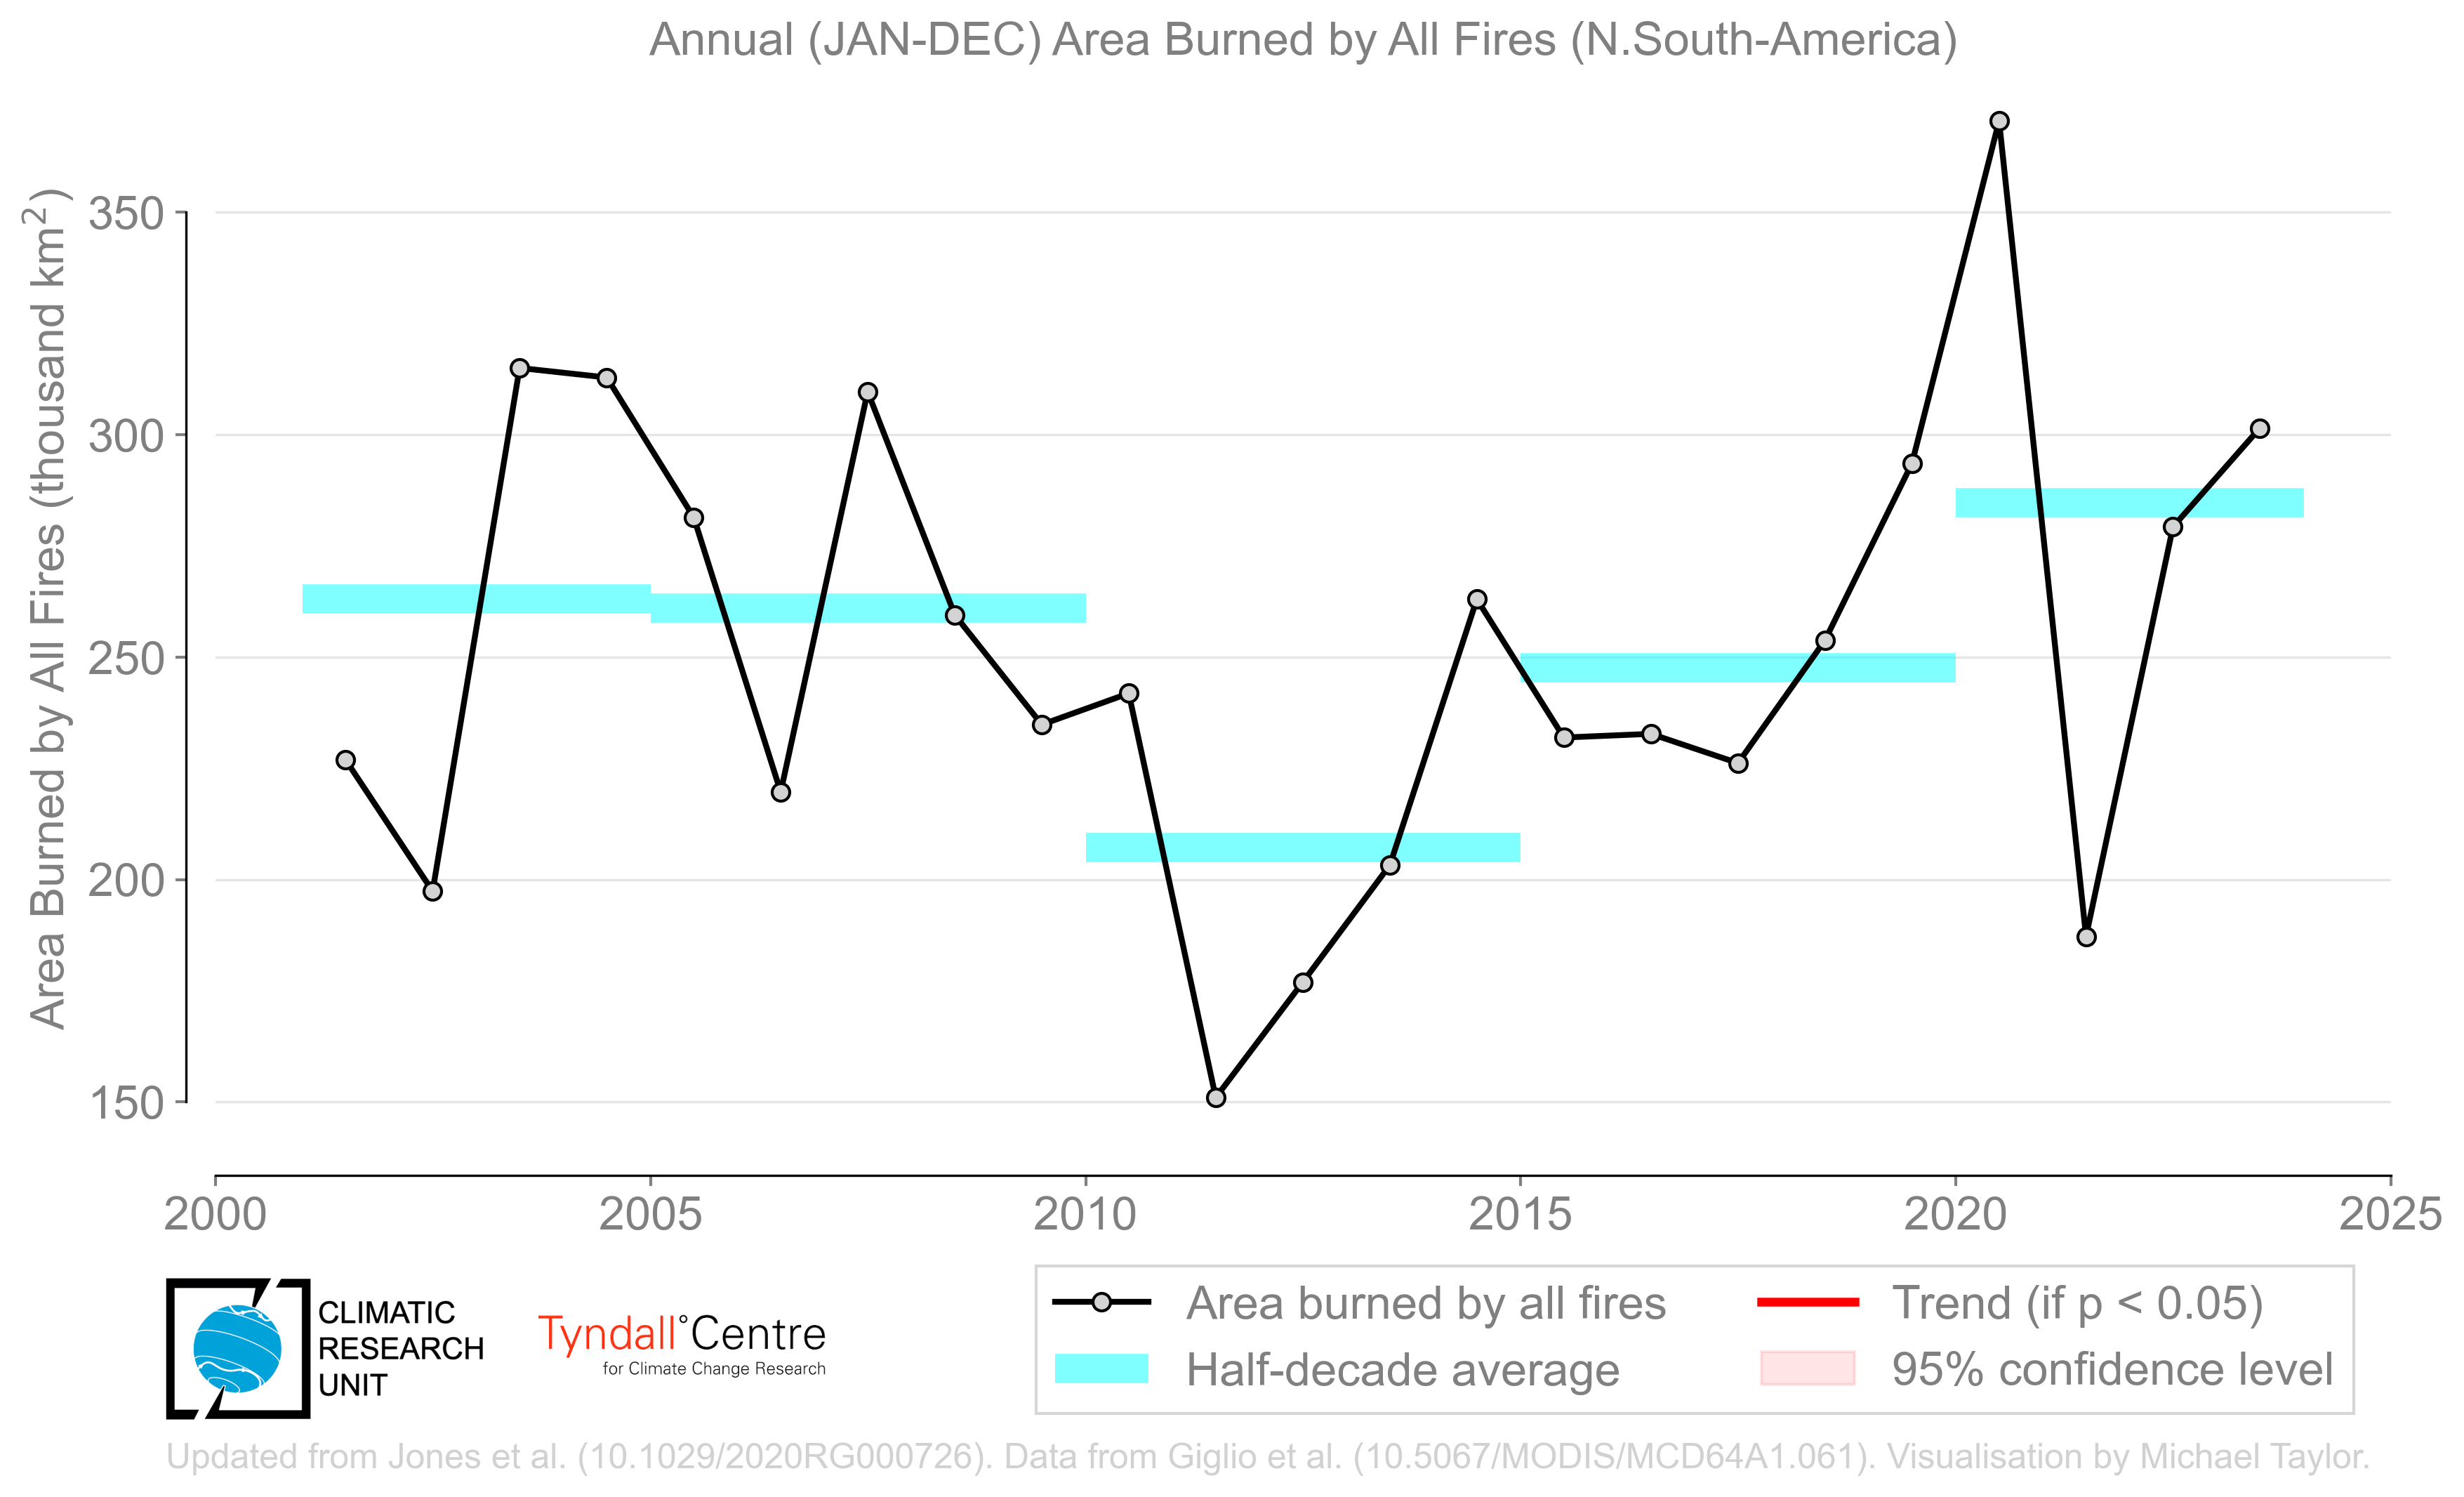 Annual (JAN-DEC) Area Burned by All Fires (N.South-America)
Area Burned by All Fires (thousand km²)
350
300
250
200
150
2000
2005
2010
2015
2020
2025
CLIMATIC
RESEARCH
UNIT
Tyndall°Centre
for Climate Change Research
Area burned by all fires
Trend (if p < 0.05)
Half-decade average
95% confidence level
Updated from Jones et al. (10.1029/2020RG000726). Data from Giglio et al. (10.5067/MODIS/MCD64A1.061). Visualisation by Michael Taylor.